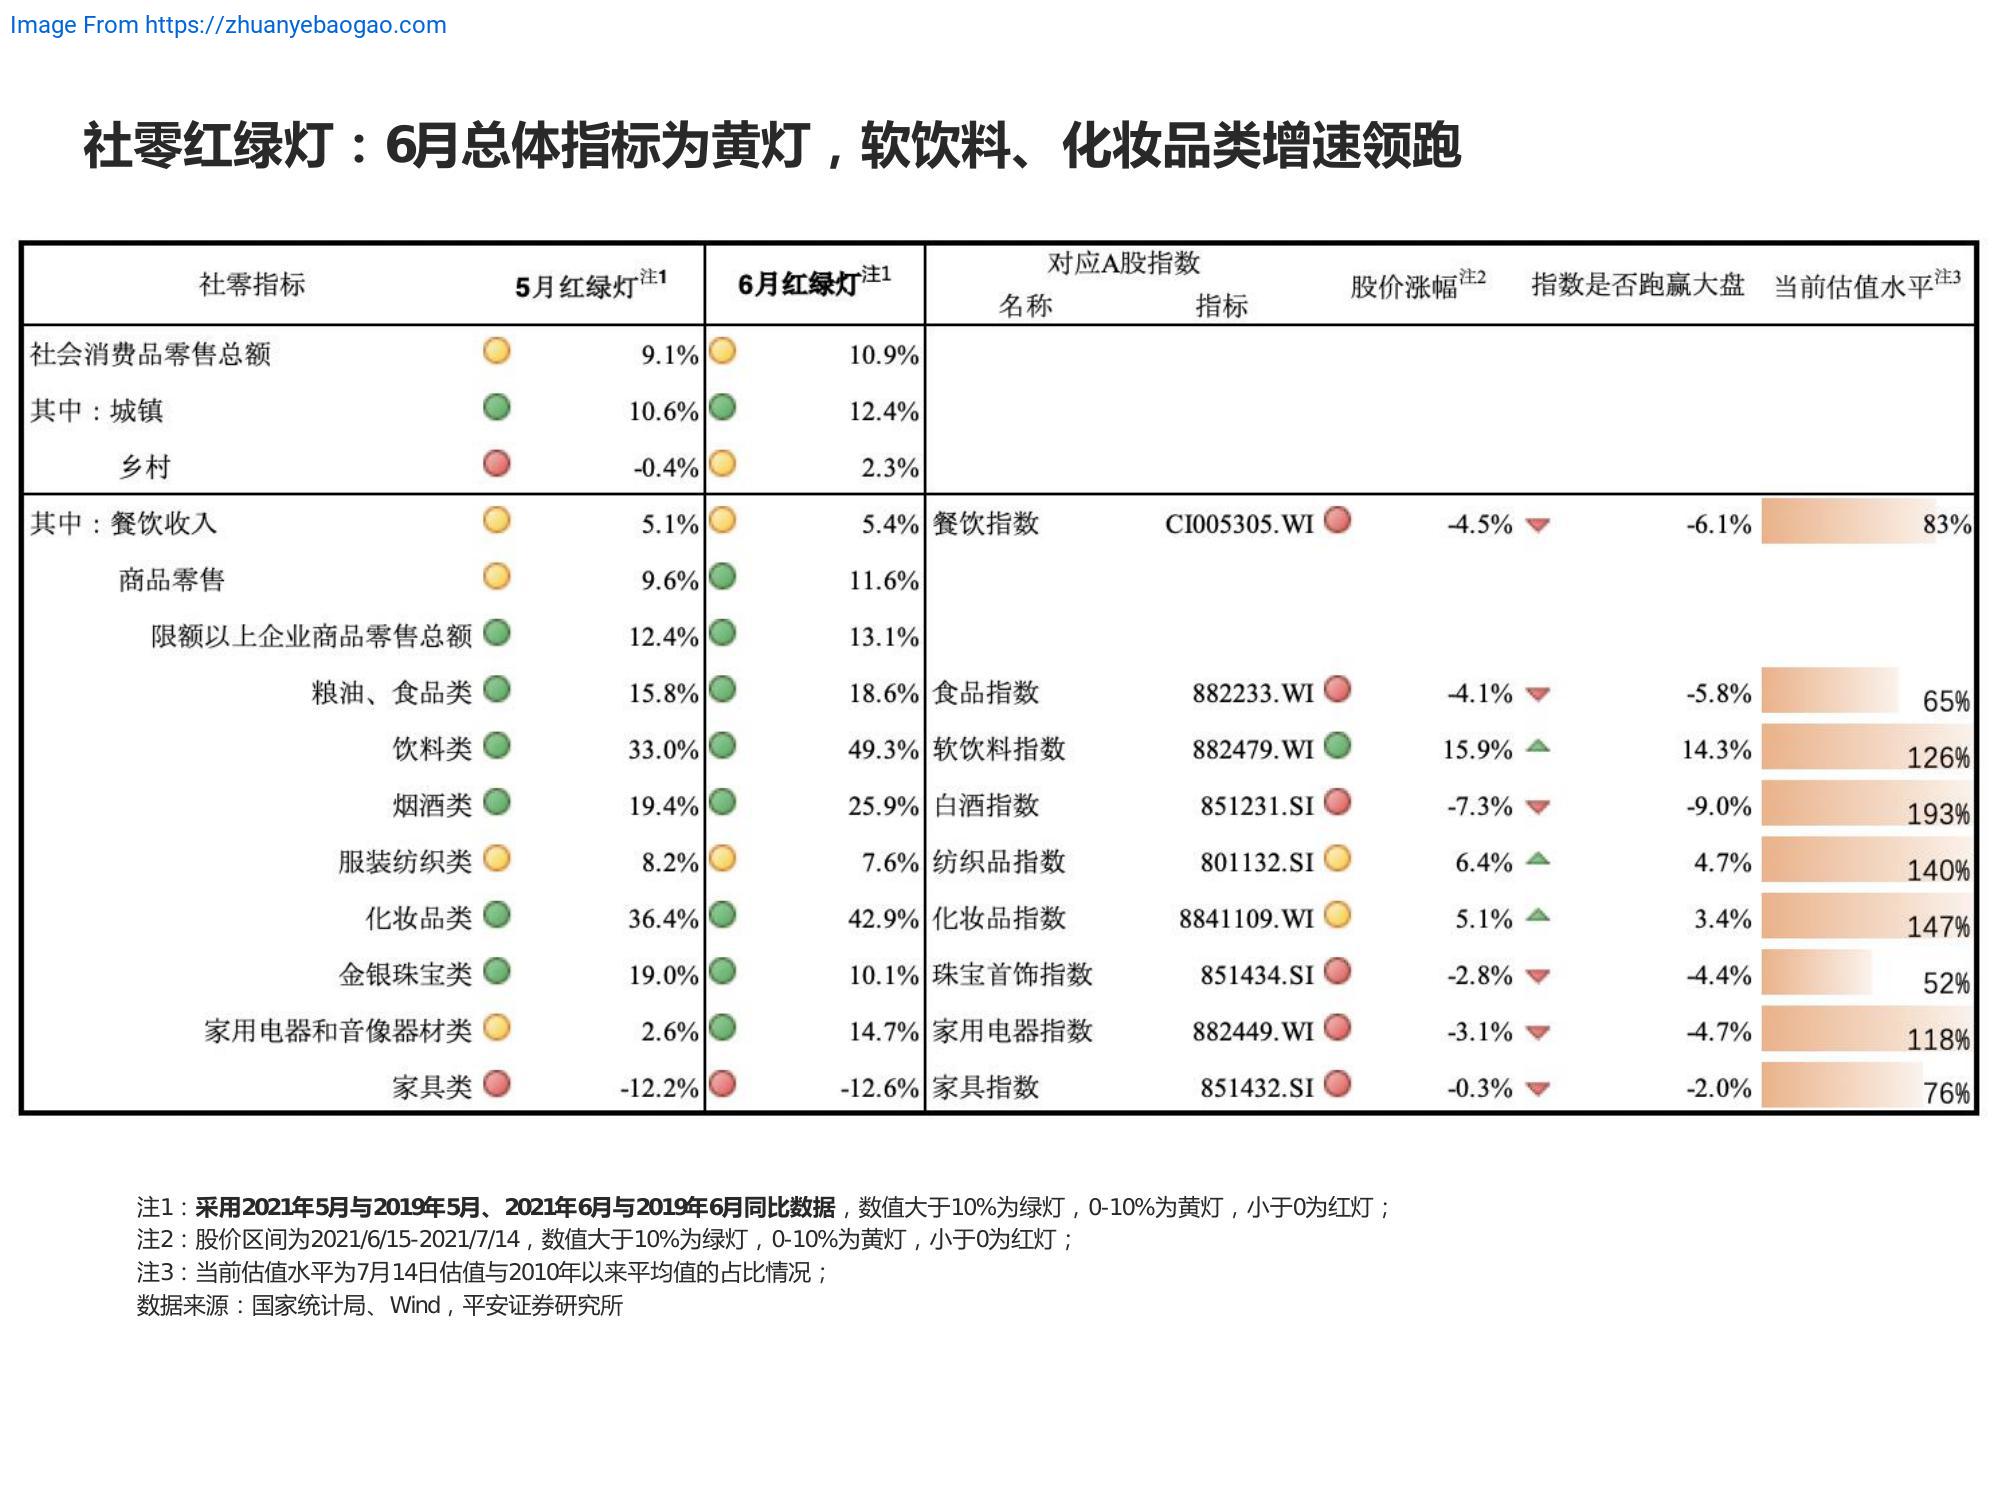 Image From https://zhuanyebaogao.com
社零红绿灯：6月总体指标为黄灯，软饮料、化妆品类增速领跑
社零指标 5月红绿灯注1 6月红绿灯注1 对应A股指数 股价涨幅注2 指数是否跑赢大盘 当前估值水平注3
名称 指标
社会消费品零售总额 9.1% 10.9%
其中：城镇 10.6% 12.4%
乡村 -0.4% 2.3%
其中：餐饮收入 5.1% 5.4% 餐饮指数 CI005305.WI -4.5% -6.1% 83%
商品零售 9.6% 11.6%
限额以上企业商品零售总额 12.4% 13.1%
粮油、食品类 15.8% 18.6% 食品指数 882233.WI -4.1% -5.8% 65%
饮料类 33.0% 49.3% 软饮料指数 882479.WI 15.9% 14.3% 126%
烟酒类 19.4% 25.9% 白酒指数 851231.SI -7.3% -9.0% 193%
服装纺织类 8.2% 7.6% 纺织品指数 801132.SI 6.4% 4.7% 140%
化妆品类 36.4% 42.9% 化妆品指数 8841109.WI 5.1% 3.4% 147%
金银珠宝类 19.0% 10.1% 珠宝首饰指数 851434.SI -2.8% -4.4% 52%
家用电器和音像器材类 2.6% 14.7% 家用电器指数 882449.WI -3.1% -4.7% 118%
家具类 -12.2% -12.6% 家具指数 851432.SI -0.3% -2.0% 76%
注1：采用2021年5月与2019年5月、2021年6月与2019年6月同比数据，数值大于10%为绿灯，0-10%为黄灯，小于0为红灯；
注2：股价区间为2021/6/15-2021/7/14，数值大于10%为绿灯，0-10%为黄灯，小于0为红灯；
注3：当前估值水平为7月14日估值与2010年以来平均值的占比情况；
数据来源：国家统计局、Wind，平安证券研究所